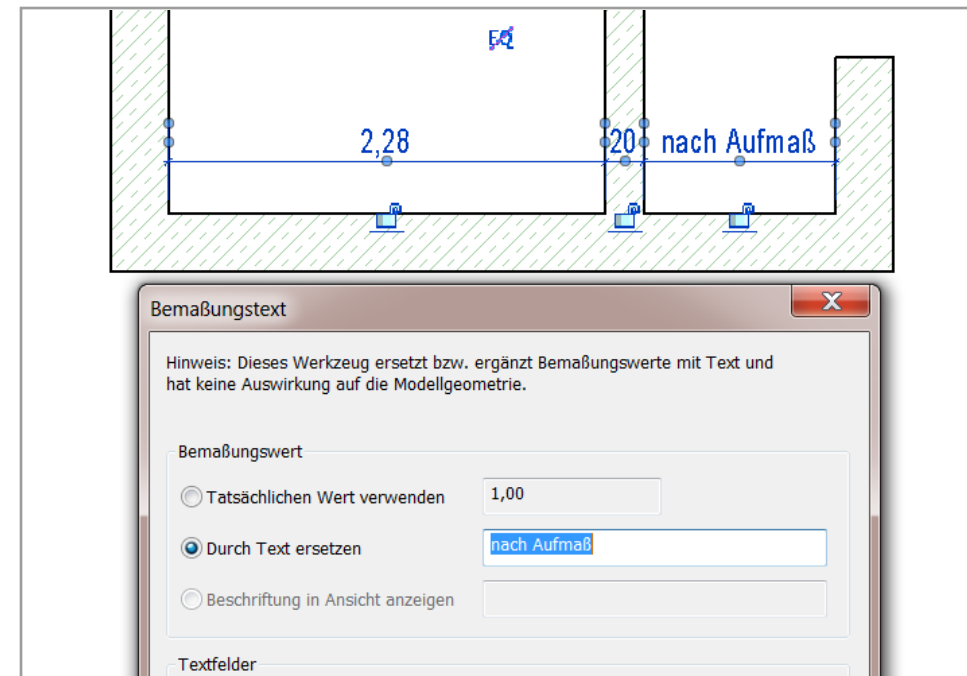 EQ
2,28
20
nach Aufmaß
Bemaßungstext
Hinweis: Dieses Werkzeug ersetzt bzw. ergänzt Bemaßungswerte mit Text und
hat keine Auswirkung auf die Modellgeometrie.
Bemaßungswert
Tatsächlichen Wert verwenden
1,00
Durch Text ersetzen
nach Aufmaß
Beschriftung in Ansicht anzeigen
Textfelder